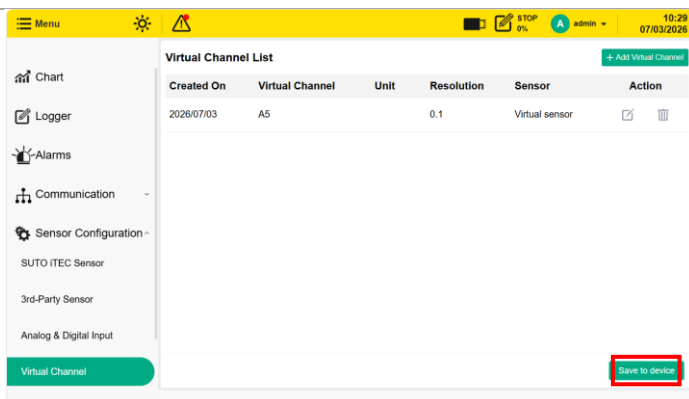 Menu
STOP
0%
A admin
10:29
07/03/2026
Chart
Logger
Alarms
Communication
Sensor Configuration
SUTO iTEC Sensor
3rd-Party Sensor
Analog & Digital Input
Virtual Channel
Virtual Channel List
+ Add Virtual Channel
Created On Virtual Channel Unit Resolution Sensor Action
2026/07/03 A5 0.1 Virtual sensor
Save to device